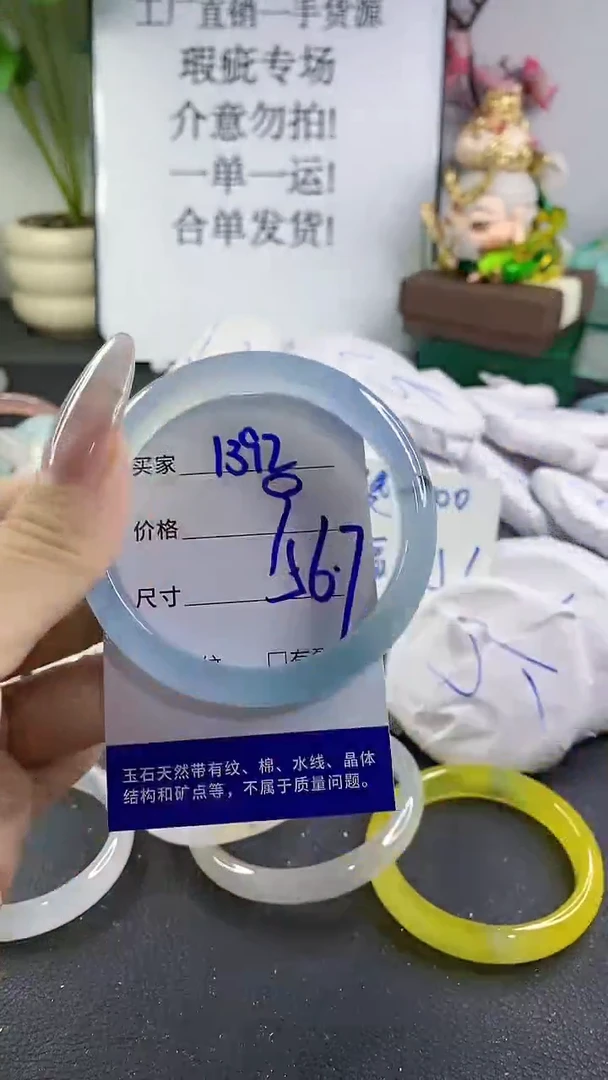 工厂直销一手货源
瑕疵专场
介意勿拍!
一单一运!
合单发货!
买家 1392
价格
尺寸 56.7
玉石天然带有纹、棉、水线、晶体
结构和矿点等，不属于质量问题。